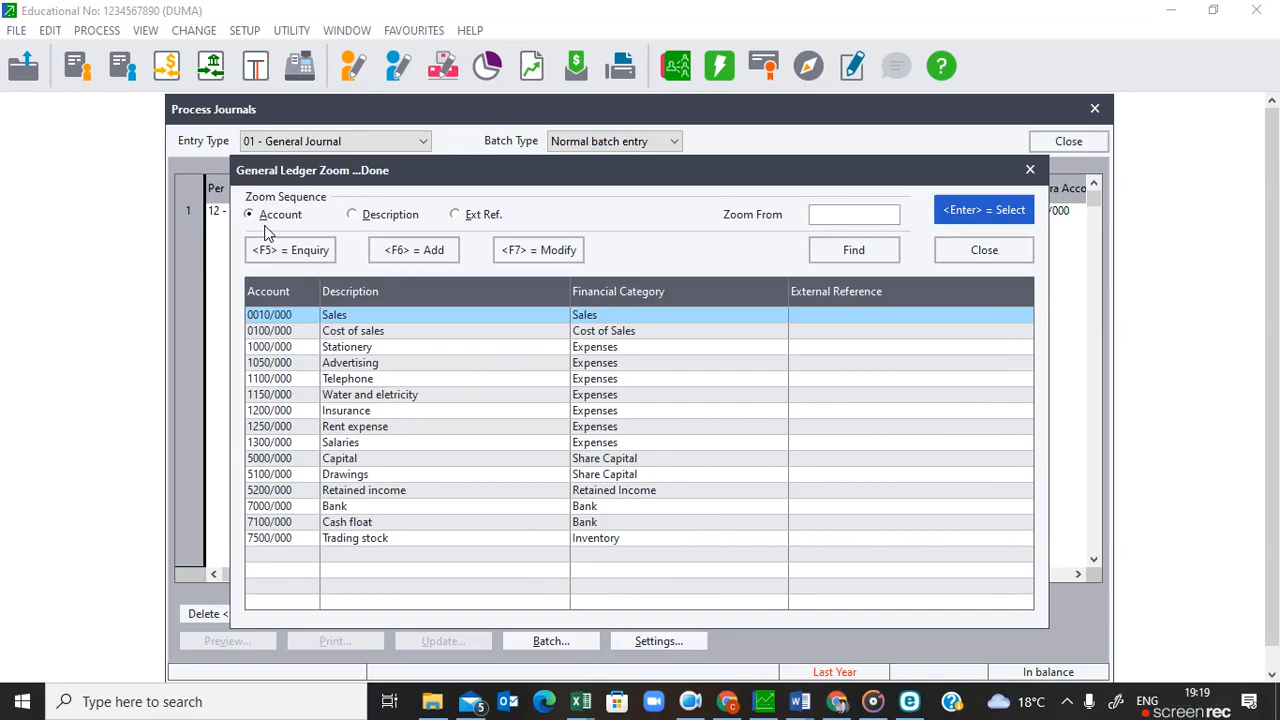 Educational No: 1234567890 (DUMA)
FILE EDIT PROCESS VIEW CHANGE SETUP UTILITY WINDOW FAVOURITES HELP
Process Journals
Entry Type 01 - General Journal Batch Type Normal batch entry Close
General Ledger Zoom ...Done
Zoom Sequence
Account Description Ext Ref. Zoom From <Enter> = Select
<F5> = Enquiry <F6> = Add <F7> = Modify Find Close
Per ra Acco
1 12 - /000
Account Description Financial Category External Reference
0010/000 Sales Sales
0100/000 Cost of sales Cost of Sales
1000/000 Stationery Expenses
1050/000 Advertising Expenses
1100/000 Telephone Expenses
1150/000 Water and eletricity Expenses
1200/000 Insurance Expenses
1250/000 Rent expense Expenses
1300/000 Salaries Expenses
5000/000 Capital Share Capital
5100/000 Drawings Share Capital
5200/000 Retained income Retained Income
7000/000 Bank Bank
7100/000 Cash float Bank
7500/000 Trading stock Inventory
Delete <
Preview... Print... Update... Batch... Settings...
Last Year In balance
Type here to search 5 18°C ENG 19:19
screenrec